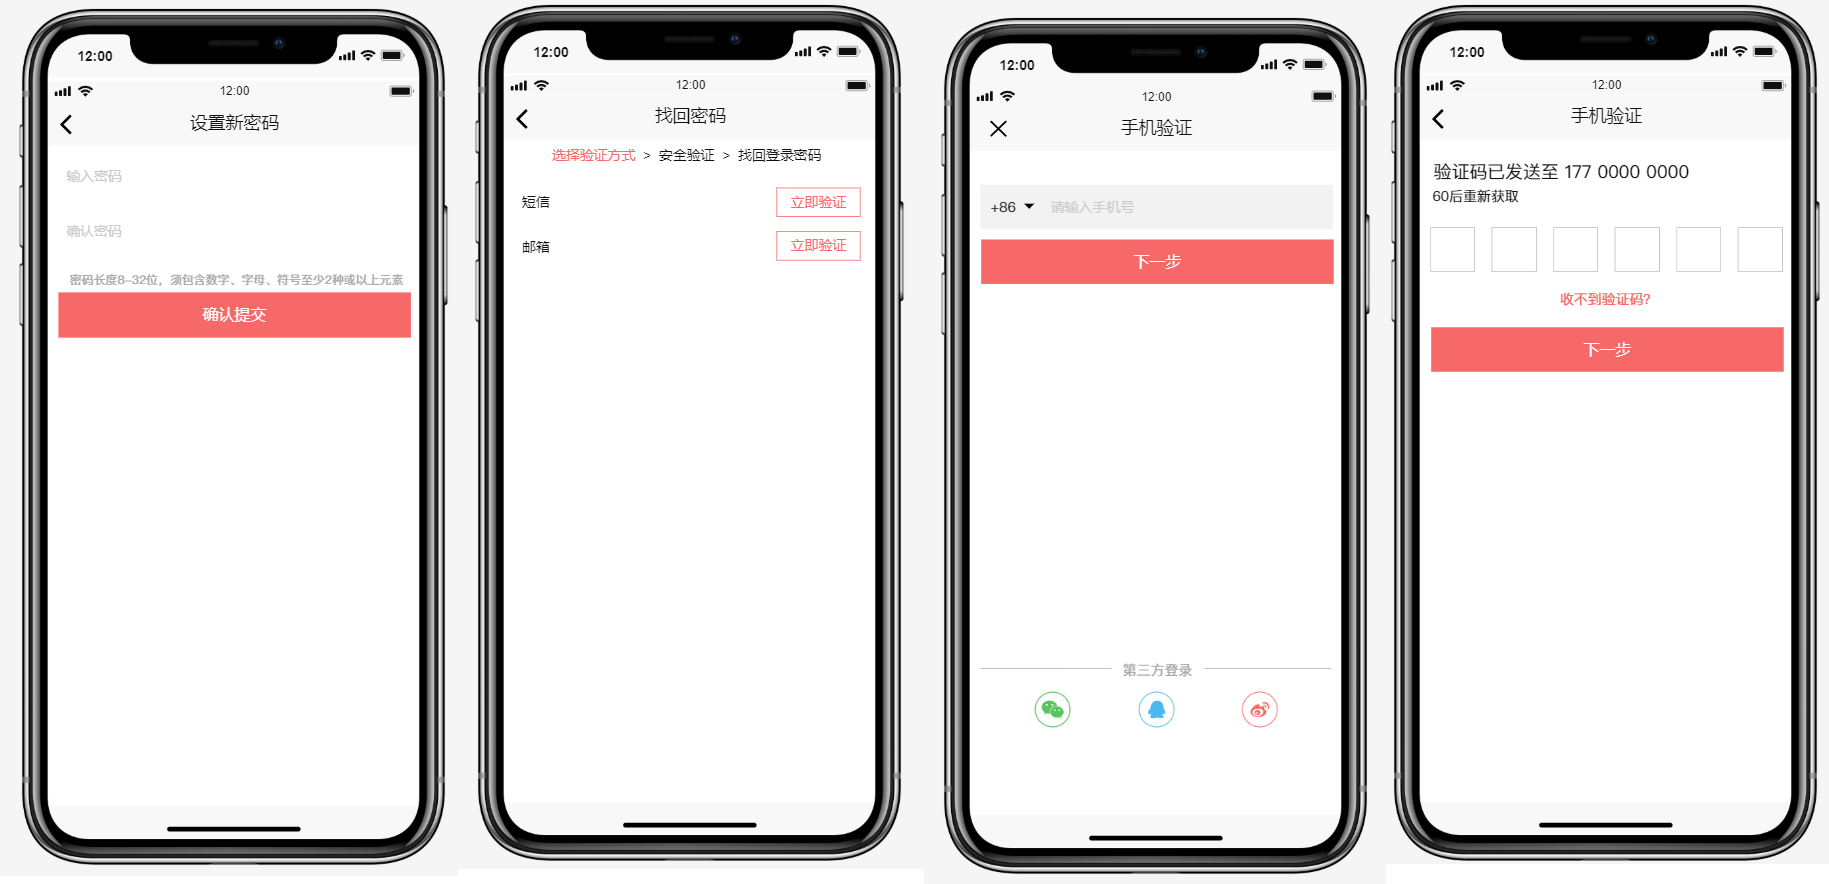 12:00
12:00
设置新密码
输入密码
确认密码
密码长度8-32位，须包含数字、字母、符号至少2种或以上元素
确认提交
12:00
12:00
找回密码
选择验证方式 > 安全验证 > 找回登录密码
短信 立即验证
邮箱 立即验证
12:00
12:00
手机验证
+86 请输入手机号
下一步
第三方登录
12:00
12:00
手机验证
验证码已发送至 177 0000 0000
60后重新获取
收不到验证码?
下一步